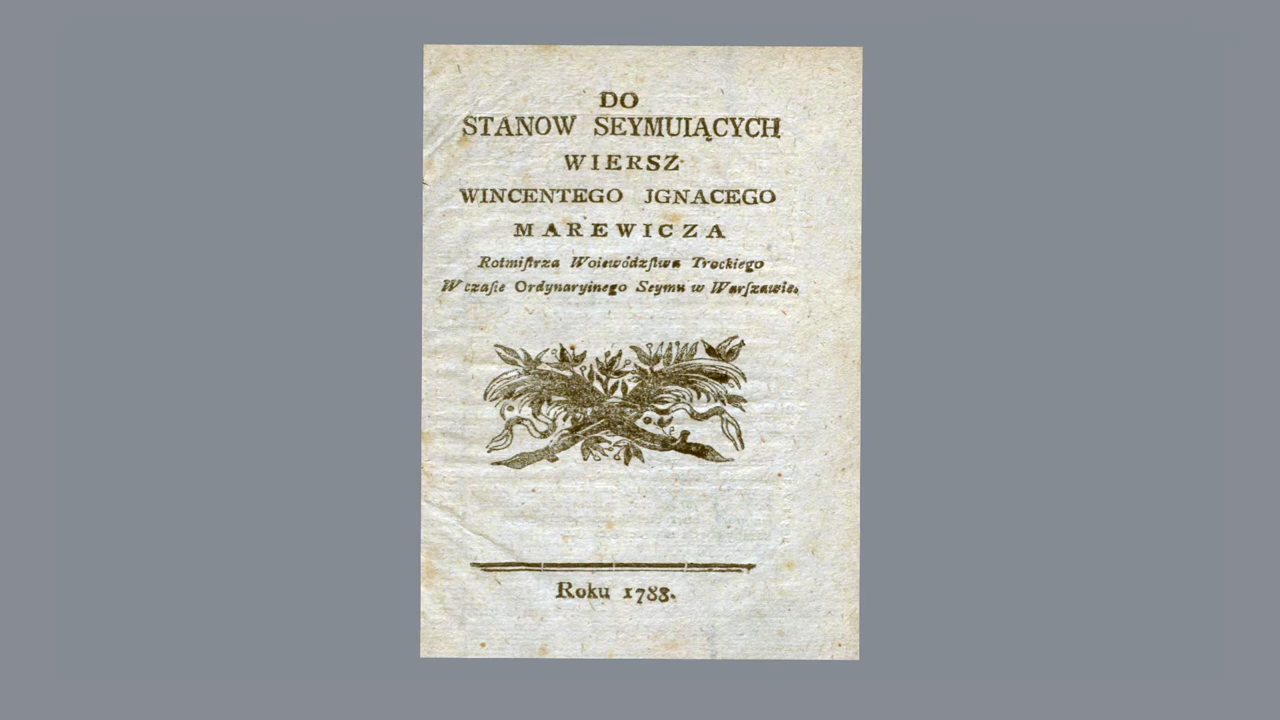 DO
STANOW SEYMUIĄCYCH
WIERSZ
WINCENTEGO JGNACEGO
MAREWICZA
Rotmiſtrza Woiewództwa Trockiego
W czaſie Ordynaryinego Seymu w Warſzawie.
Roku 1788.